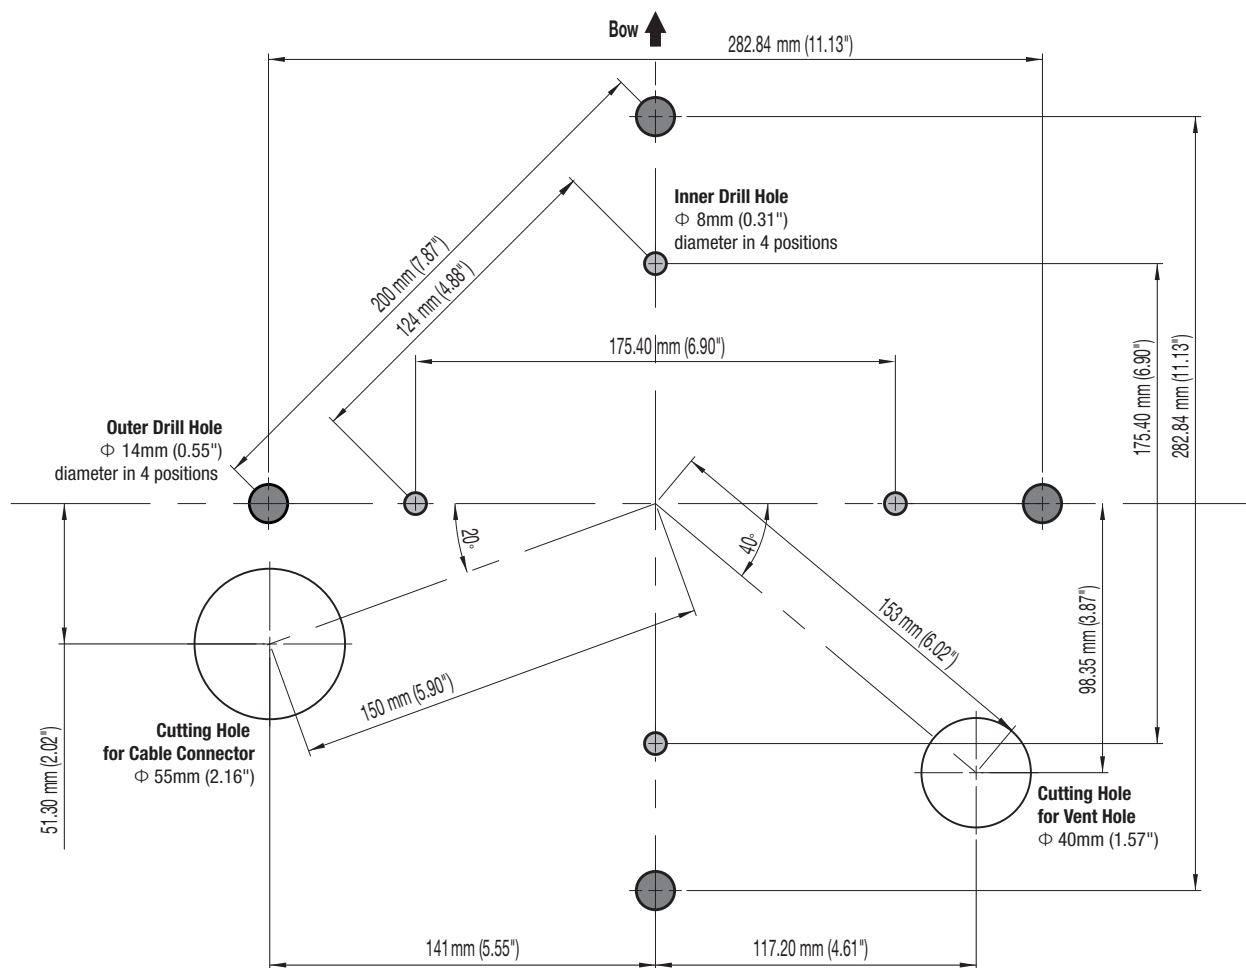 Bow
282.84 mm (11.13")
Inner Drill Hole
Φ 8mm (0.31")
diameter in 4 positions
200 mm (7.87")
124 mm (4.88")
175.40 mm (6.90")
175.40 mm (6.90")
282.84 mm (11.13")
Outer Drill Hole
Φ 14mm (0.55")
diameter in 4 positions
20°
40°
153 mm (6.02")
98.35 mm (3.87")
150 mm (5.90")
Cutting Hole
for Cable Connector
Φ 55mm (2.16")
51.30 mm (2.02")
Cutting Hole
for Vent Hole
Φ 40mm (1.57")
141 mm (5.55")
117.20 mm (4.61")